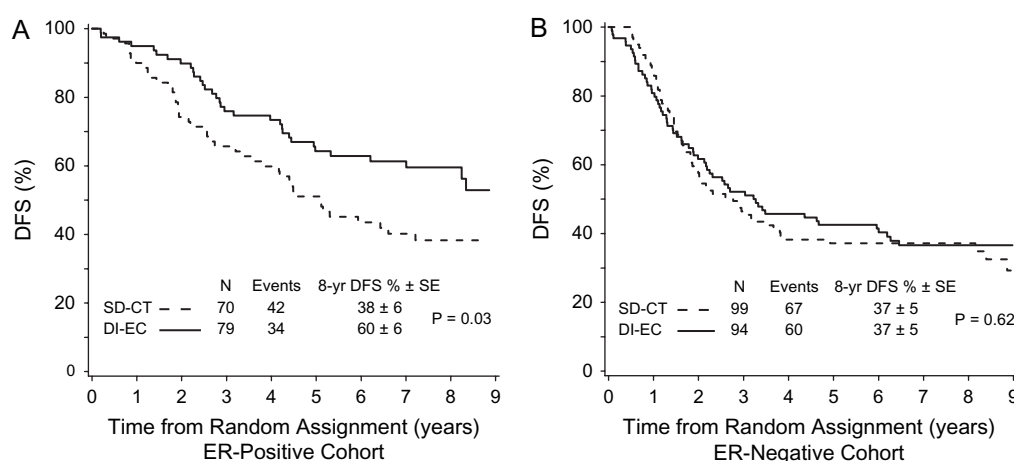 A
100
80
60
40
20
0
DFS (%)
N Events 8-yr DFS % ± SE
SD-CT 70 42 38 ± 6
DI-EC 79 34 60 ± 6
P = 0.03
0 1 2 3 4 5 6 7 8 9
Time from Random Assignment (years)
ER-Positive Cohort
B
100
80
60
40
20
0
DFS (%)
N Events 8-yr DFS % ± SE
SD-CT 99 67 37 ± 5
DI-EC 94 60 37 ± 5
P = 0.62
0 1 2 3 4 5 6 7 8 9
Time from Random Assignment (years)
ER-Negative Cohort